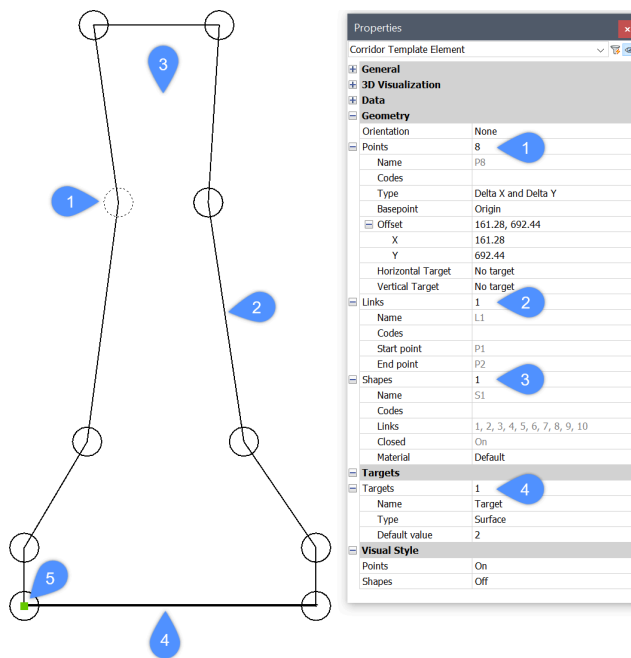 3
1
2
5
4
Properties
Corridor Template Element
General
3D Visualization
Data
Geometry
Orientation None
Points 8 1
Name P8
Codes
Type Delta X and Delta Y
Basepoint Origin
Offset 161.28, 692.44
X 161.28
Y 692.44
Horizontal Target No target
Vertical Target No target
Links 1 2
Name L1
Codes
Start point P1
End point P2
Shapes 1 3
Name S1
Codes
Links 1, 2, 3, 4, 5, 6, 7, 8, 9, 10
Closed On
Material Default
Targets
Targets 1 4
Name Target
Type Surface
Default value 2
Visual Style
Points On
Shapes Off